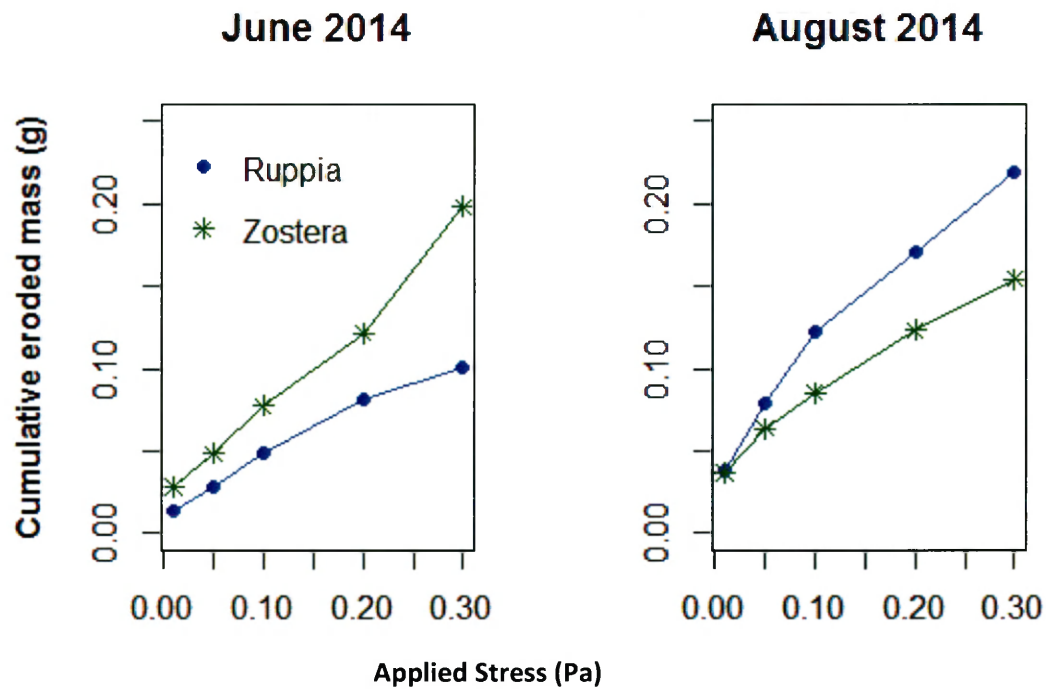 June 2014
August 2014
Cumulative eroded mass (g)
0.00 0.10 0.20
Ruppia
Zostera
0.00 0.10 0.20 0.30
0.00 0.10 0.20
0.00 0.10 0.20 0.30
Applied Stress (Pa)